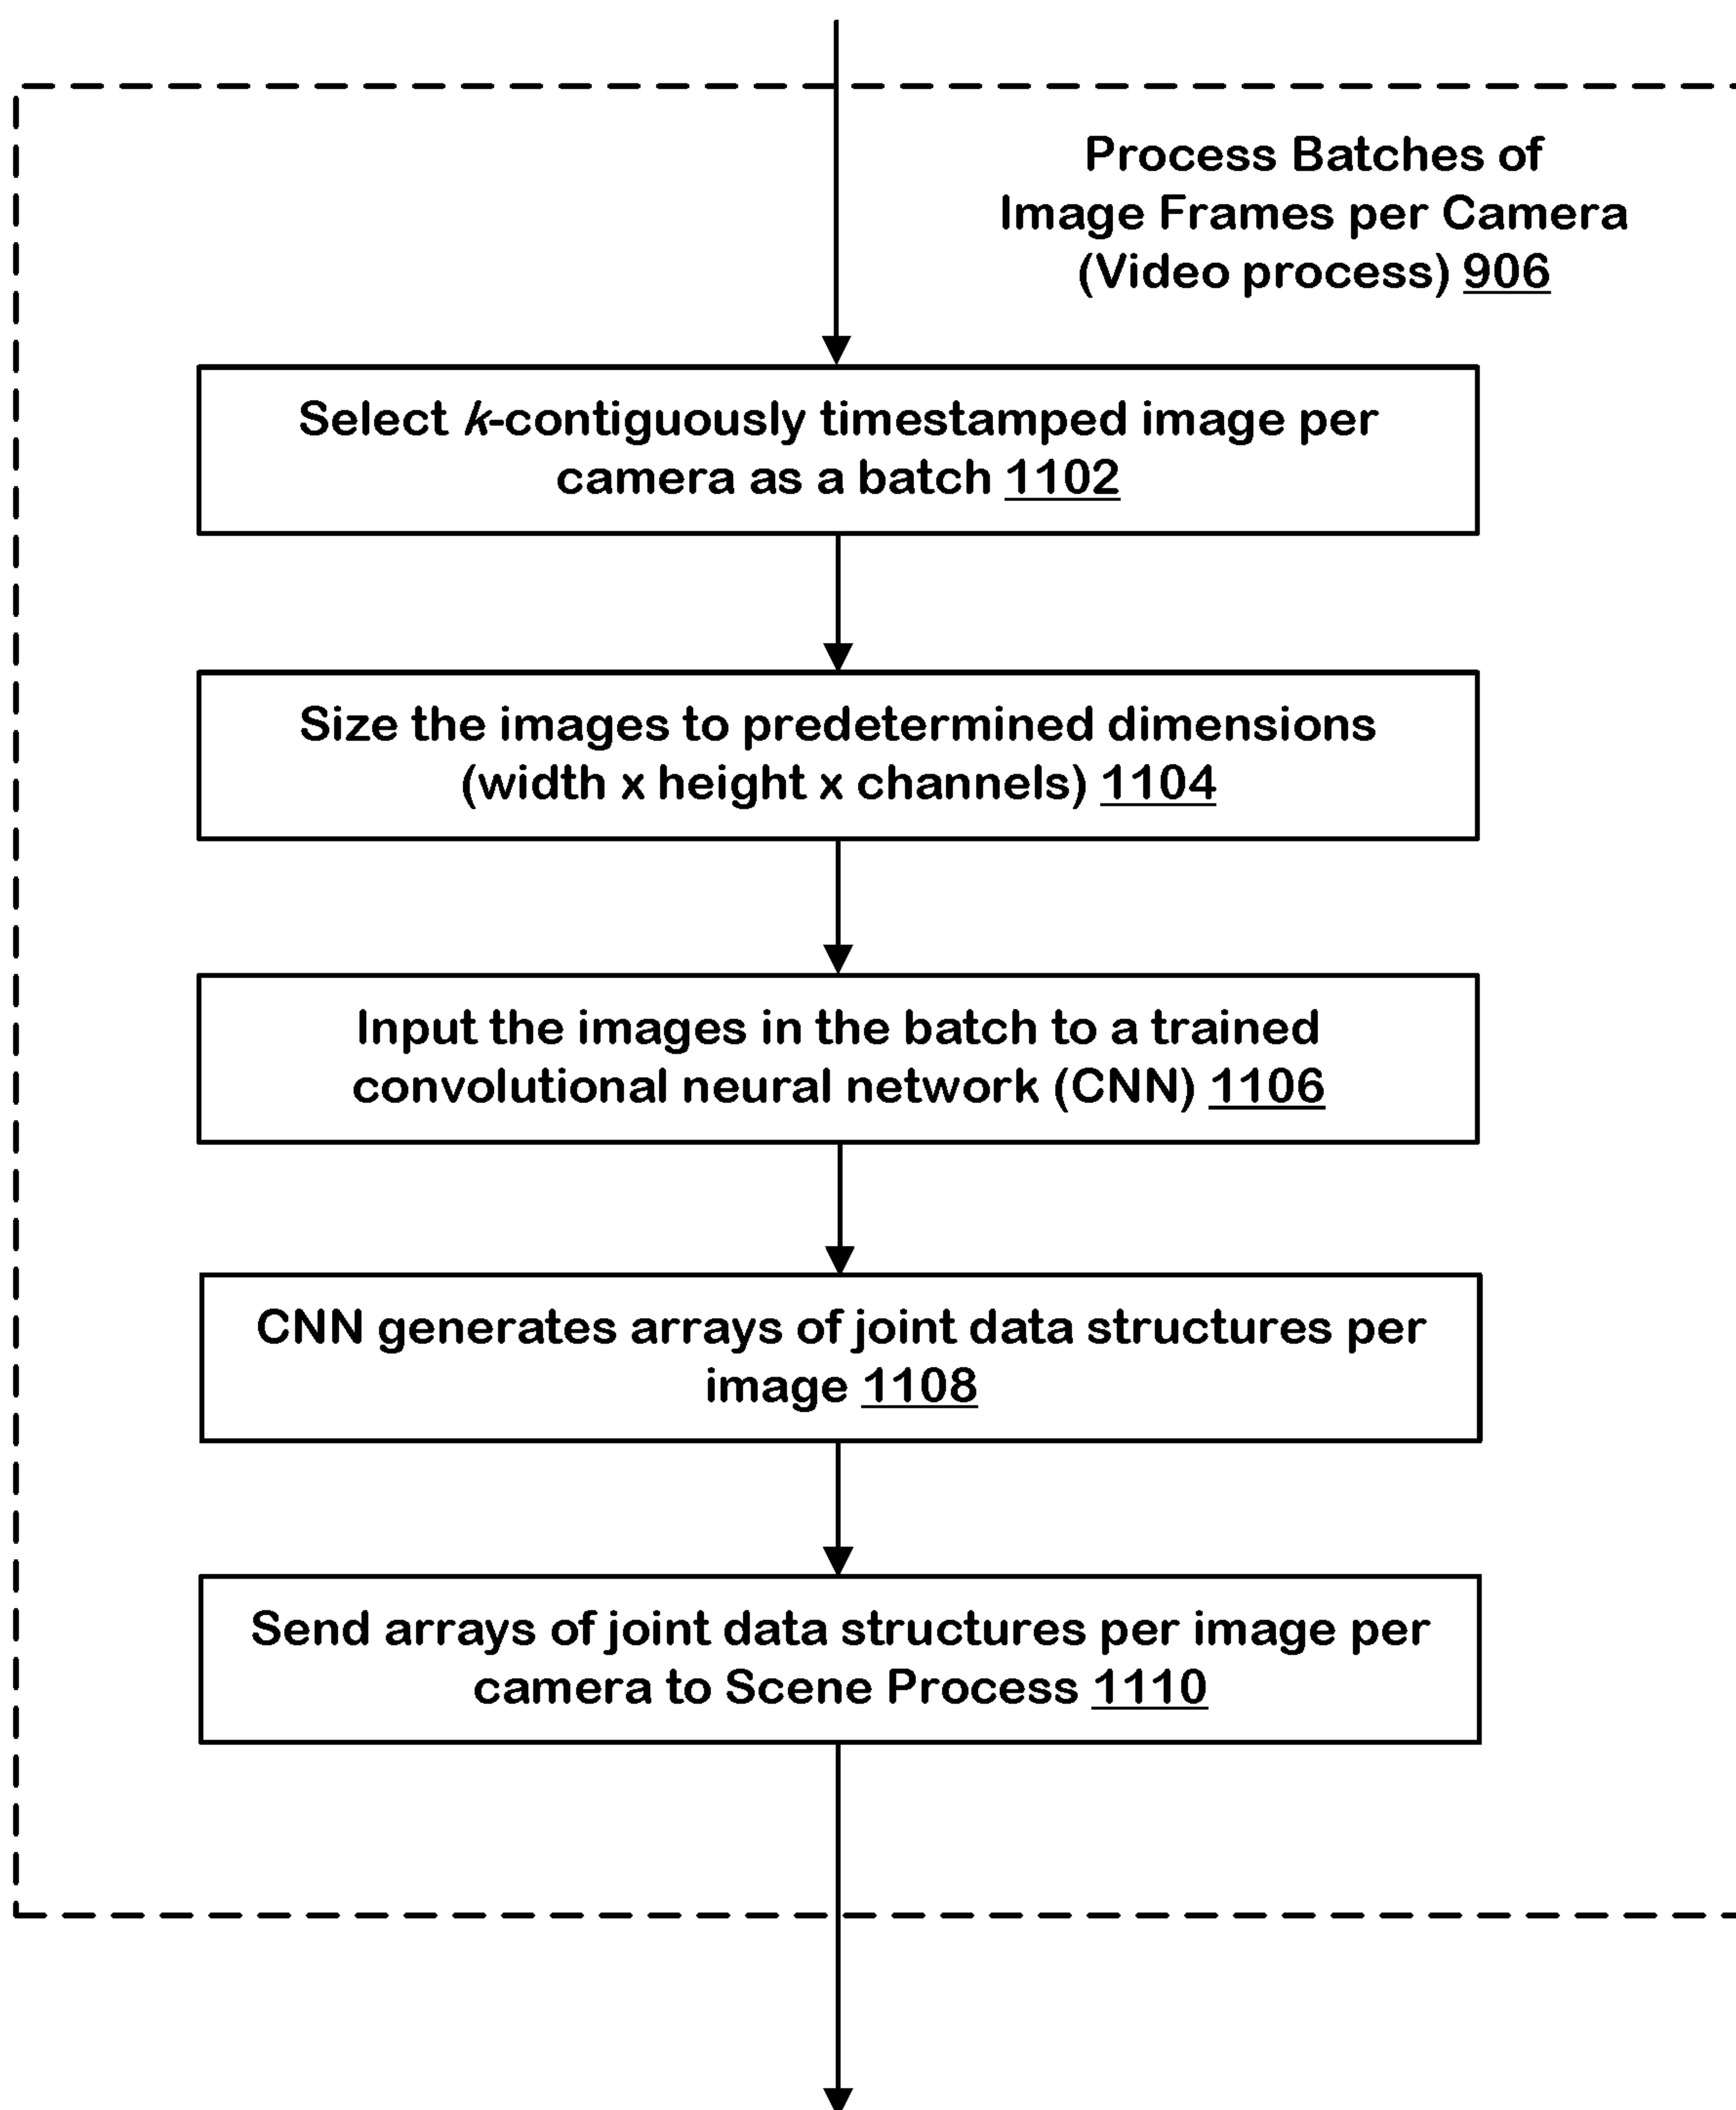 Process Batches of
Image Frames per Camera
(Video process) 906
Select k-contiguously timestamped image per
camera as a batch 1102
Size the images to predetermined dimensions
(width x height x channels) 1104
Input the images in the batch to a trained
convolutional neural network (CNN) 1106
CNN generates arrays of joint data structures per
image 1108
Send arrays of joint data structures per image per
camera to Scene Process 1110